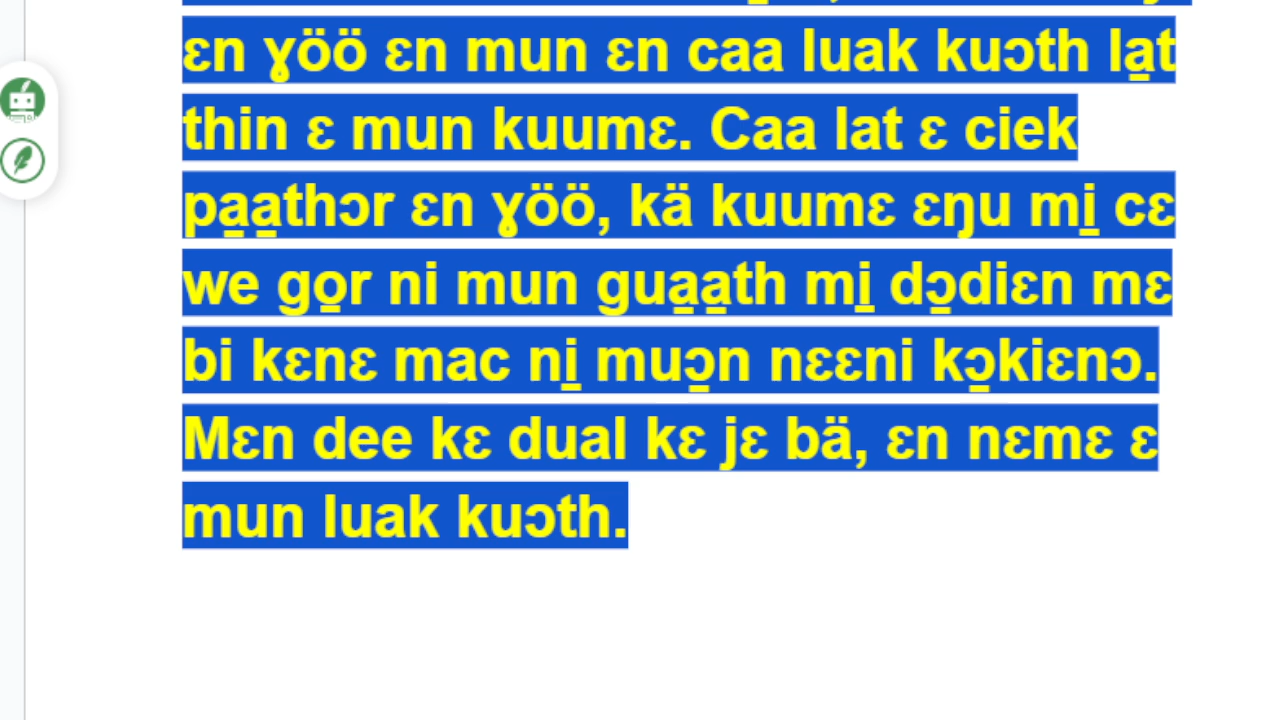 ɛn ɣöö ɛn mun ɛn caa luak kuɔth la̱t
thin ɛ mun kuumɛ. Caa lat ɛ ciek
pa̱a̱thɔr ɛn ɣöö, kä kuumɛ ɛŋu mi̱ cɛ
we go̱r ni mun gua̱a̱th mi̱ dɔ̱diɛn mɛ
bi kɛnɛ mac ni̱ muɔ̱n nɛɛni kɔ̱kiɛnɔ.
Mɛn dee kɛ dual kɛ jɛ bä, ɛn nɛmɛ ɛ
mun luak kuɔth.